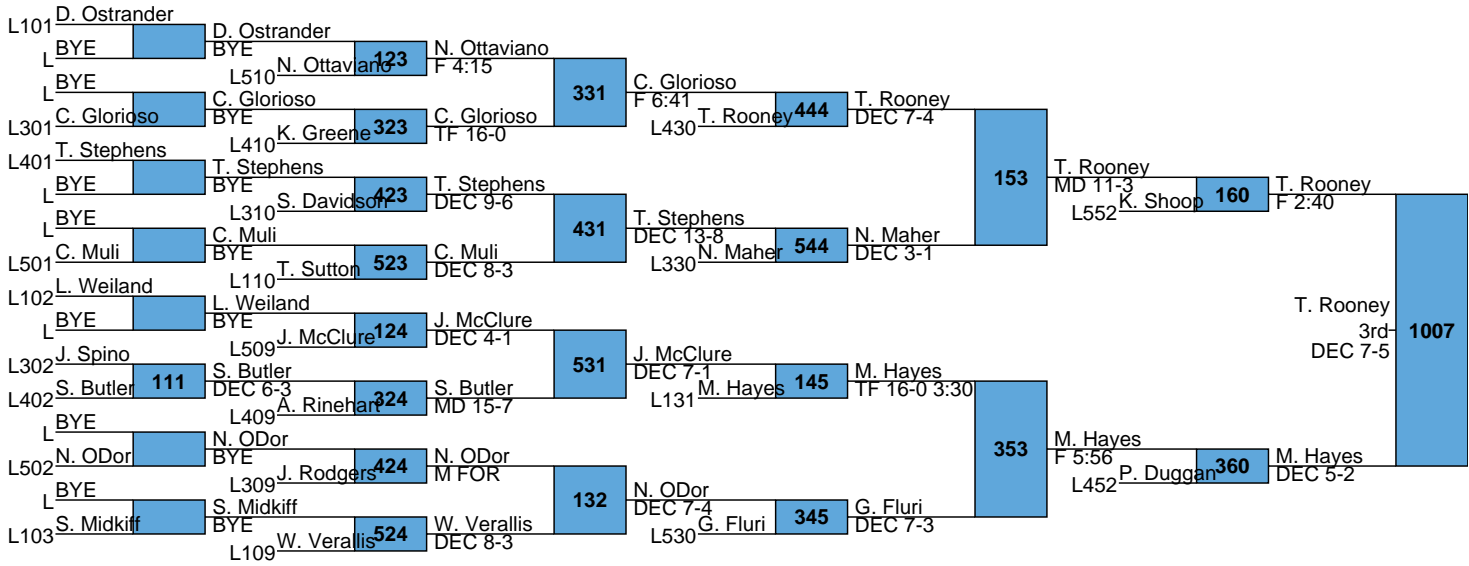 D. Ostrander
L101
BYE
L
D. Ostrander
BYE
123
N. Ottaviano
L510
N. Ottaviano
F 4:15
BYE
L
C. Glorioso
L301
C. Glorioso
BYE
323
K. Greene
L410
C. Glorioso
TF 16-0
331
C. Glorioso
F 6:41
444
T. Rooney
L430
T. Rooney
DEC 7-4
T. Stephens
L401
BYE
L
T. Stephens
BYE
423
S. Davidson
L310
T. Stephens
DEC 9-6
BYE
L
C. Muli
L501
C. Muli
BYE
523
T. Sutton
L110
C. Muli
DEC 8-3
431
T. Stephens
DEC 13-8
544
N. Maher
L330
N. Maher
DEC 3-1
153
T. Rooney
MD 11-3
160
K. Shoop
L552
T. Rooney
F 2:40
L. Weiland
L102
BYE
L
L. Weiland
BYE
124
J. McClure
L509
J. McClure
DEC 4-1
J. Spino
L302
S. Butler
L402
111
S. Butler
DEC 6-3
324
A. Rinehart
L409
S. Butler
MD 15-7
531
J. McClure
DEC 7-1
145
M. Hayes
L131
M. Hayes
TF 16-0 3:30
BYE
L
N. ODor
L502
N. ODor
BYE
424
J. Rodgers
L309
N. ODor
M FOR
BYE
L
S. Midkiff
L103
S. Midkiff
BYE
524
W. Verallis
L109
W. Verallis
DEC 8-3
132
N. ODor
DEC 7-4
345
G. Fluri
L530
G. Fluri
DEC 7-3
353
M. Hayes
F 5:56
360
P. Duggan
L452
M. Hayes
DEC 5-2
1007
T. Rooney
3rd
DEC 7-5